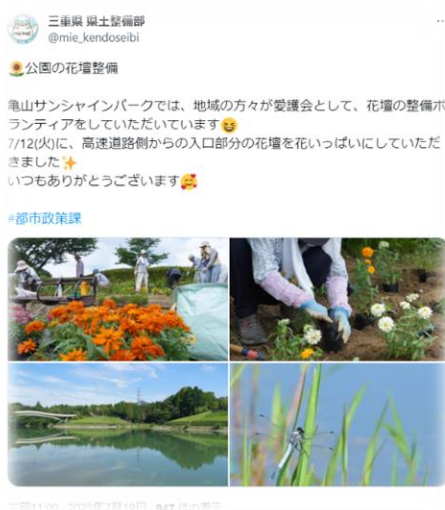 三重県 県土整備部
@mie_kendoseibi
🌻公園の花壇整備
亀山サンシャインパークでは、地域の方々が愛護会として、花壇の整備ボ
ランティアをしていただいています😆
7/12(火)に、高速道路側からの入口部分の花壇を花いっぱいにしていただ
きました✨
いつもありがとうございます🥰
#都市政策課